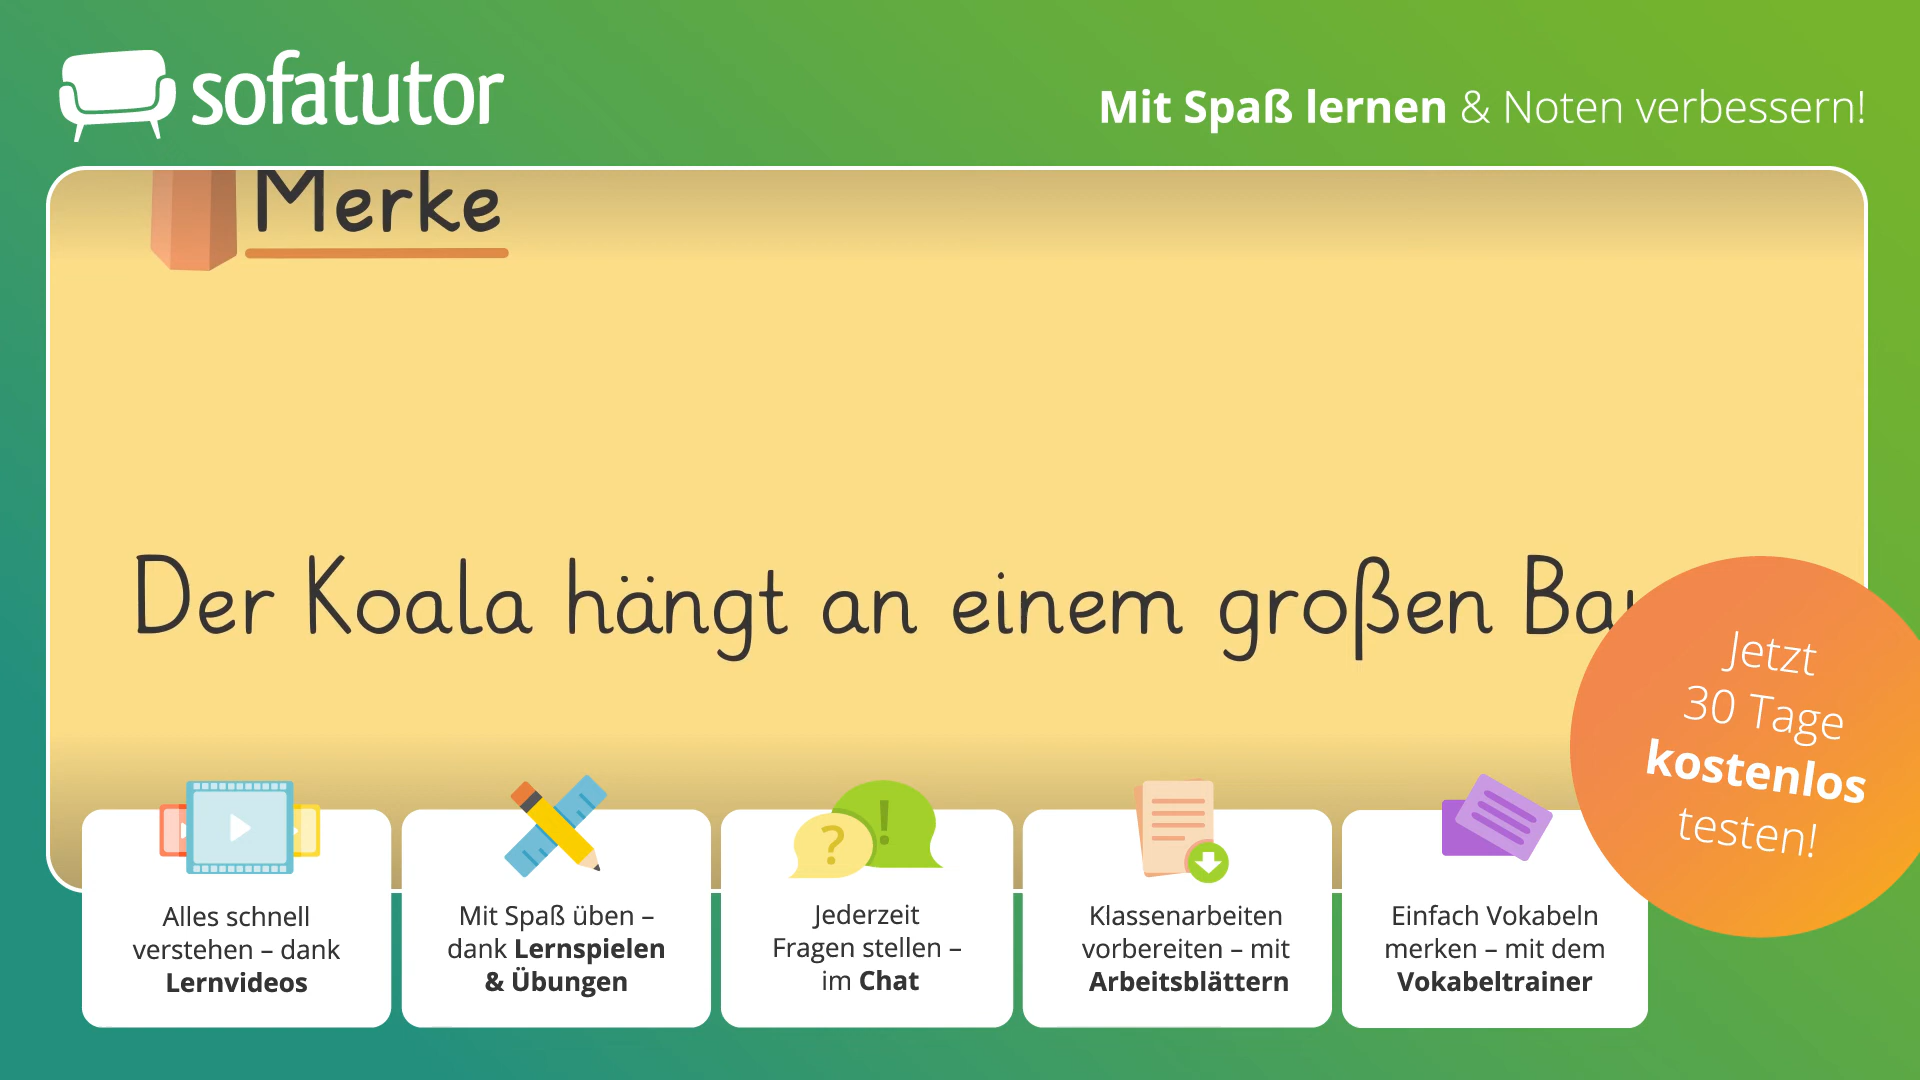 sofatutor
Mit Spaß lernen & Noten verbessern!
Merke
Der Koala hängt an einem großen
Jetzt
30 Tage
kostenlos
testen!
Alles schnell
verstehen – dank
Lernvideos
Mit Spaß üben –
dank Lernspielen
& Übungen
Jederzeit
Fragen stellen –
im Chat
Klassenarbeiten
vorbereiten – mit
Arbeitsblättern
Einfach Vokabeln
merken – mit dem
Vokabeltrainer